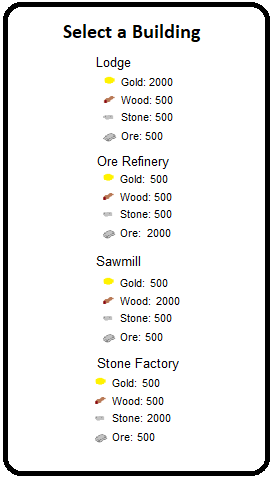 Select a Building
Lodge
Gold: 2000
Wood: 500
Stone: 500
Ore: 500
Ore Refinery
Gold: 500
Wood: 500
Stone: 500
Ore: 2000
Sawmill
Gold: 500
Wood: 2000
Stone: 500
Ore: 500
Stone Factory
Gold: 500
Wood: 500
Stone: 2000
Ore: 500